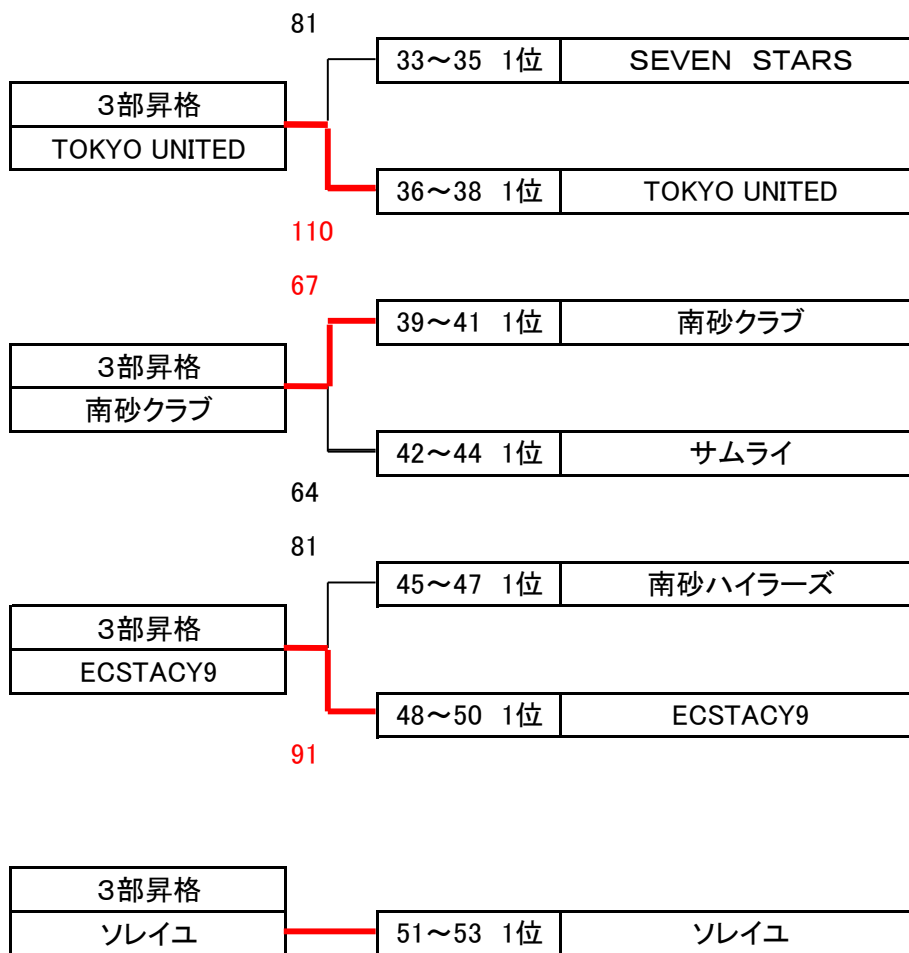 81
33～35 1位 SEVEN STARS
3部昇格
TOKYO UNITED
36～38 1位 TOKYO UNITED
110
67
39～41 1位 南砂クラブ
3部昇格
南砂クラブ
42～44 1位 サムライ
64
81
45～47 1位 南砂ハイラーズ
3部昇格
ECSTACY9
48～50 1位 ECSTACY9
91
3部昇格
ソレイユ 51～53 1位 ソレイユ